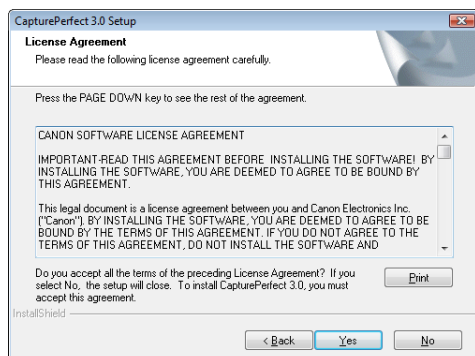 CapturePerfect 3.0 Setup
License Agreement
Please read the following license agreement carefully.
Press the PAGE DOWN key to see the rest of the agreement.
CANON SOFTWARE LICENSE AGREEMENT
IMPORTANT-READ THIS AGREEMENT BEFORE INSTALLING THE SOFTWARE! BY
INSTALLING THE SOFTWARE, YOU ARE DEEMED TO AGREE TO BE BOUND BY
THIS AGREEMENT.
This legal document is a license agreement between you and Canon Electronics Inc.
("Canon"). BY INSTALLING THE SOFTWARE, YOU ARE DEEMED TO AGREE TO BE
BOUND BY THE TERMS OF THIS AGREEMENT. IF YOU DO NOT AGREE TO THE
TERMS OF THIS AGREEMENT, DO NOT INSTALL THE SOFTWARE AND
Do you accept all the terms of the preceding License Agreement? If you
select No, the setup will close. To install CapturePerfect 3.0, you must
accept this agreement.
Print
InstallShield
< Back
Yes
No